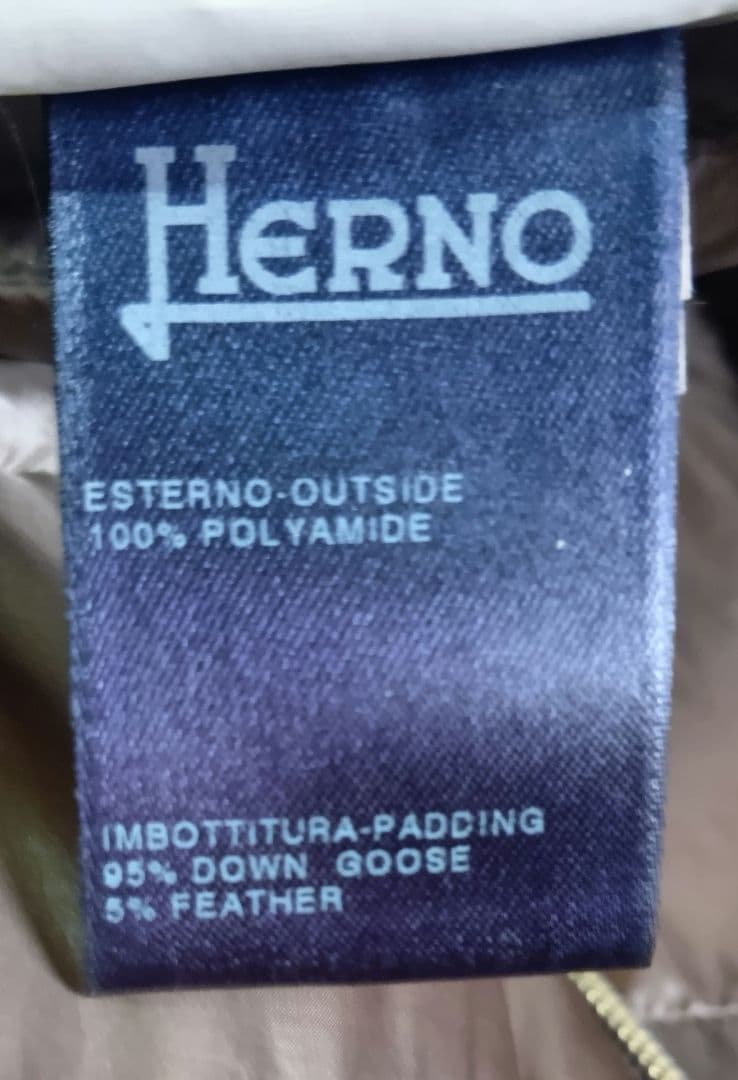 HERNO
ESTERNO-OUTSIDE
100% POLYAMIDE
IMBOTTITURA-PADDING
95% DOWN GOOSE
5% FEATHER